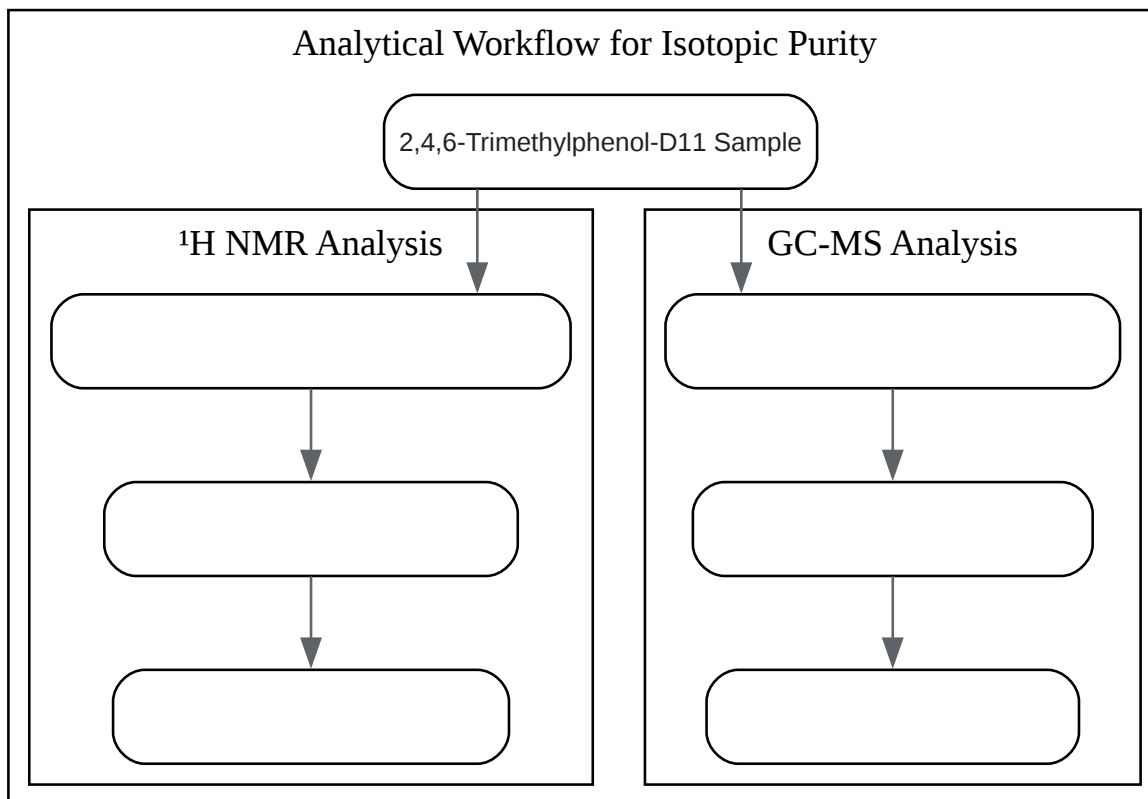 Analytical Workflow for Isotopic Purity
2,4,6-Trimethylphenol-D11 Sample
¹H NMR Analysis
GC-MS Analysis